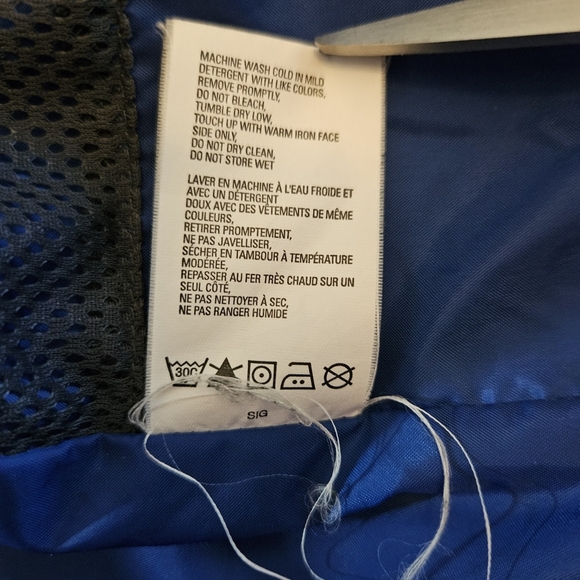 MACHINE WASH COLD IN MILD
DETERGENT WITH LIKE COLORS,
REMOVE PROMPTLY,
DO NOT BLEACH,
TUMBLE DRY LOW,
TOUCH UP WITH WARM IRON FACE
SIDE ONLY,
DO NOT DRY CLEAN,
DO NOT STORE WET
LAVER EN MACHINE À L'EAU FROIDE ET
AVEC UN DÉTERGENT
DOUX AVEC DES VÊTEMENTS DE MÊME
COULEURS,
RETIRER PROMPTEMENT,
NE PAS JAVELLISER,
SÉCHER EN TAMBOUR À TEMPÉRATURE
MODÉRÉE,
REPASSER AU FER TRÈS CHAUD SUR UN
SEUL CÔTÉ,
NE PAS NETTOYER À SEC,
NE PAS RANGER HUMIDE
30C
SIG